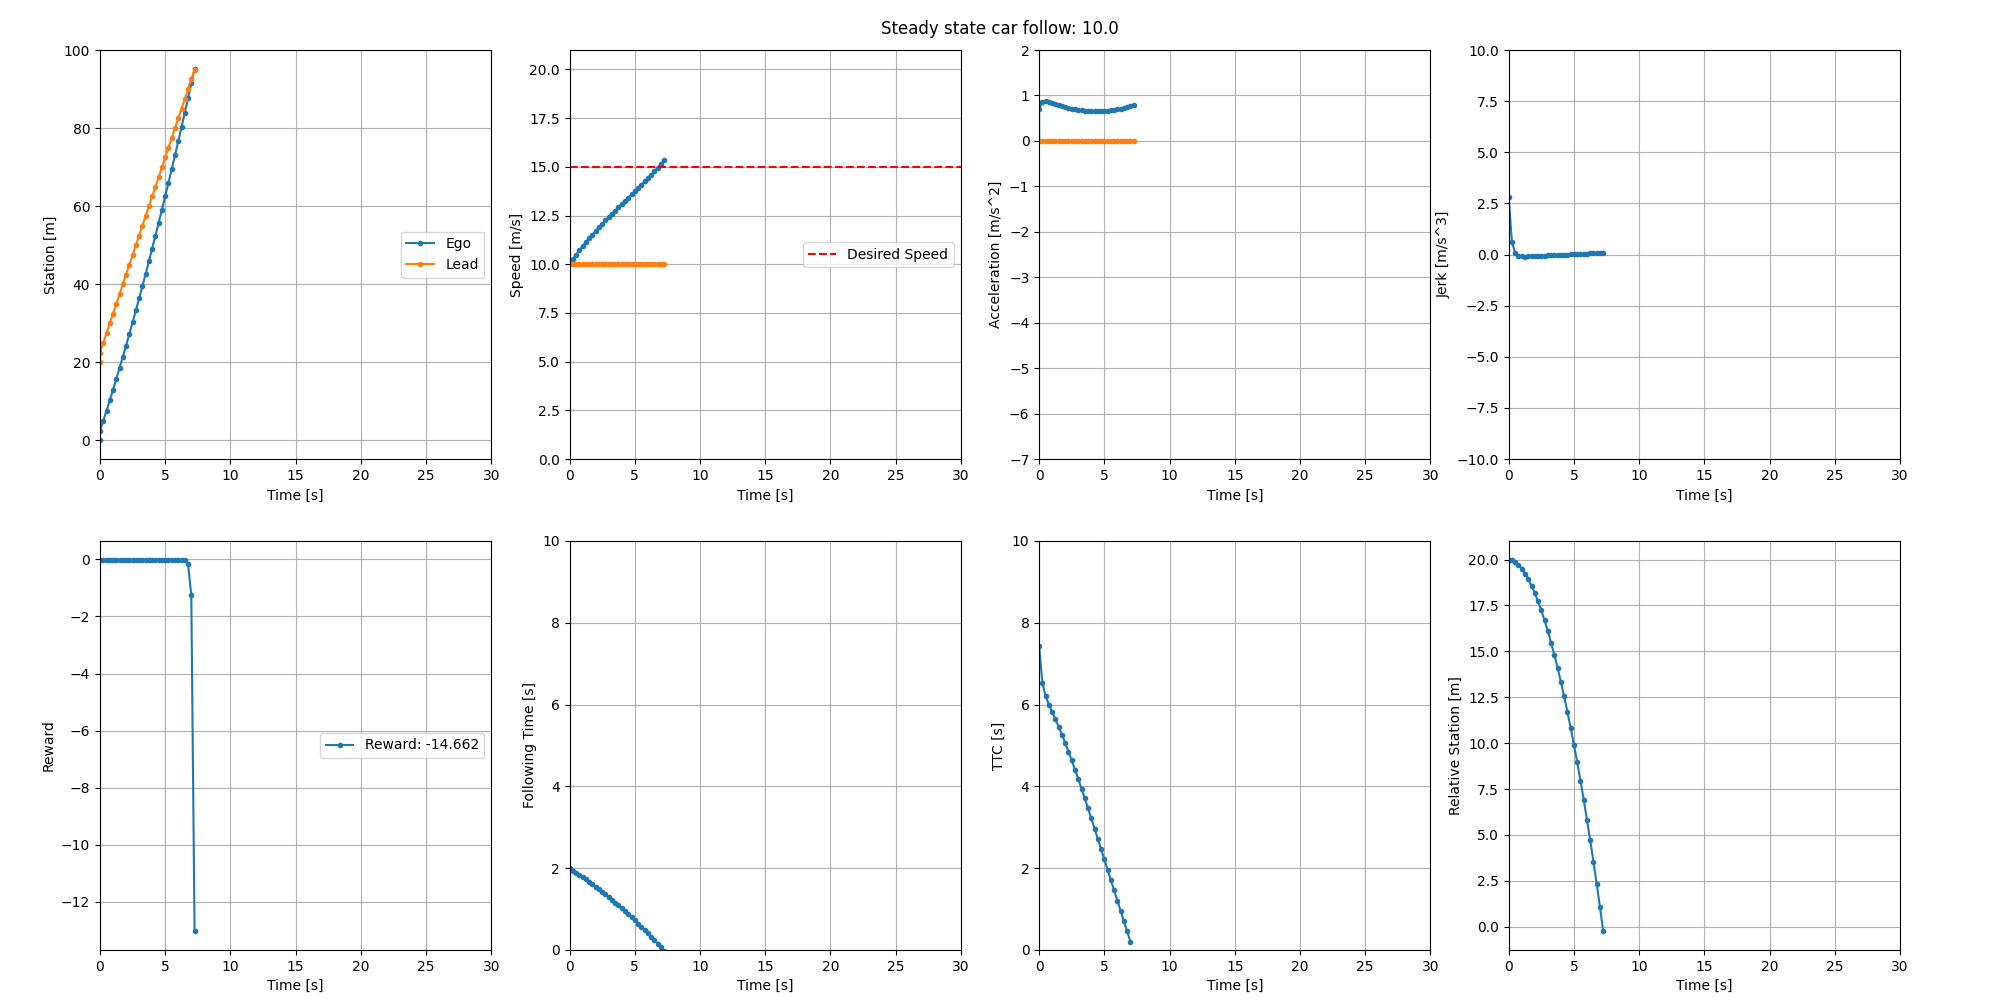 Steady state car follow: 10.0
100
80
60
40
20
0
Station [m]
Ego
Lead
0 5 10 15 20 25 30
Time [s]
20.0
17.5
15.0
12.5
10.0
7.5
5.0
2.5
0.0
Speed [m/s]
Desired Speed
0 5 10 15 20 25 30
Time [s]
2
1
0
−1
−2
−3
−4
−5
−6
−7
Acceleration [m/s^2]
0 5 10 15 20 25 30
Time [s]
10.0
7.5
5.0
2.5
0.0
−2.5
−5.0
−7.5
−10.0
Jerk [m/s^3]
0 5 10 15 20 25 30
Time [s]
0
−2
−4
−6
−8
−10
−12
Reward
Reward: -14.662
0 5 10 15 20 25 30
Time [s]
10
8
6
4
2
0
Following Time [s]
0 5 10 15 20 25 30
Time [s]
10
8
6
4
2
0
TTC [s]
0 5 10 15 20 25 30
Time [s]
20.0
17.5
15.0
12.5
10.0
7.5
5.0
2.5
0.0
Relative Station [m]
0 5 10 15 20 25 30
Time [s]